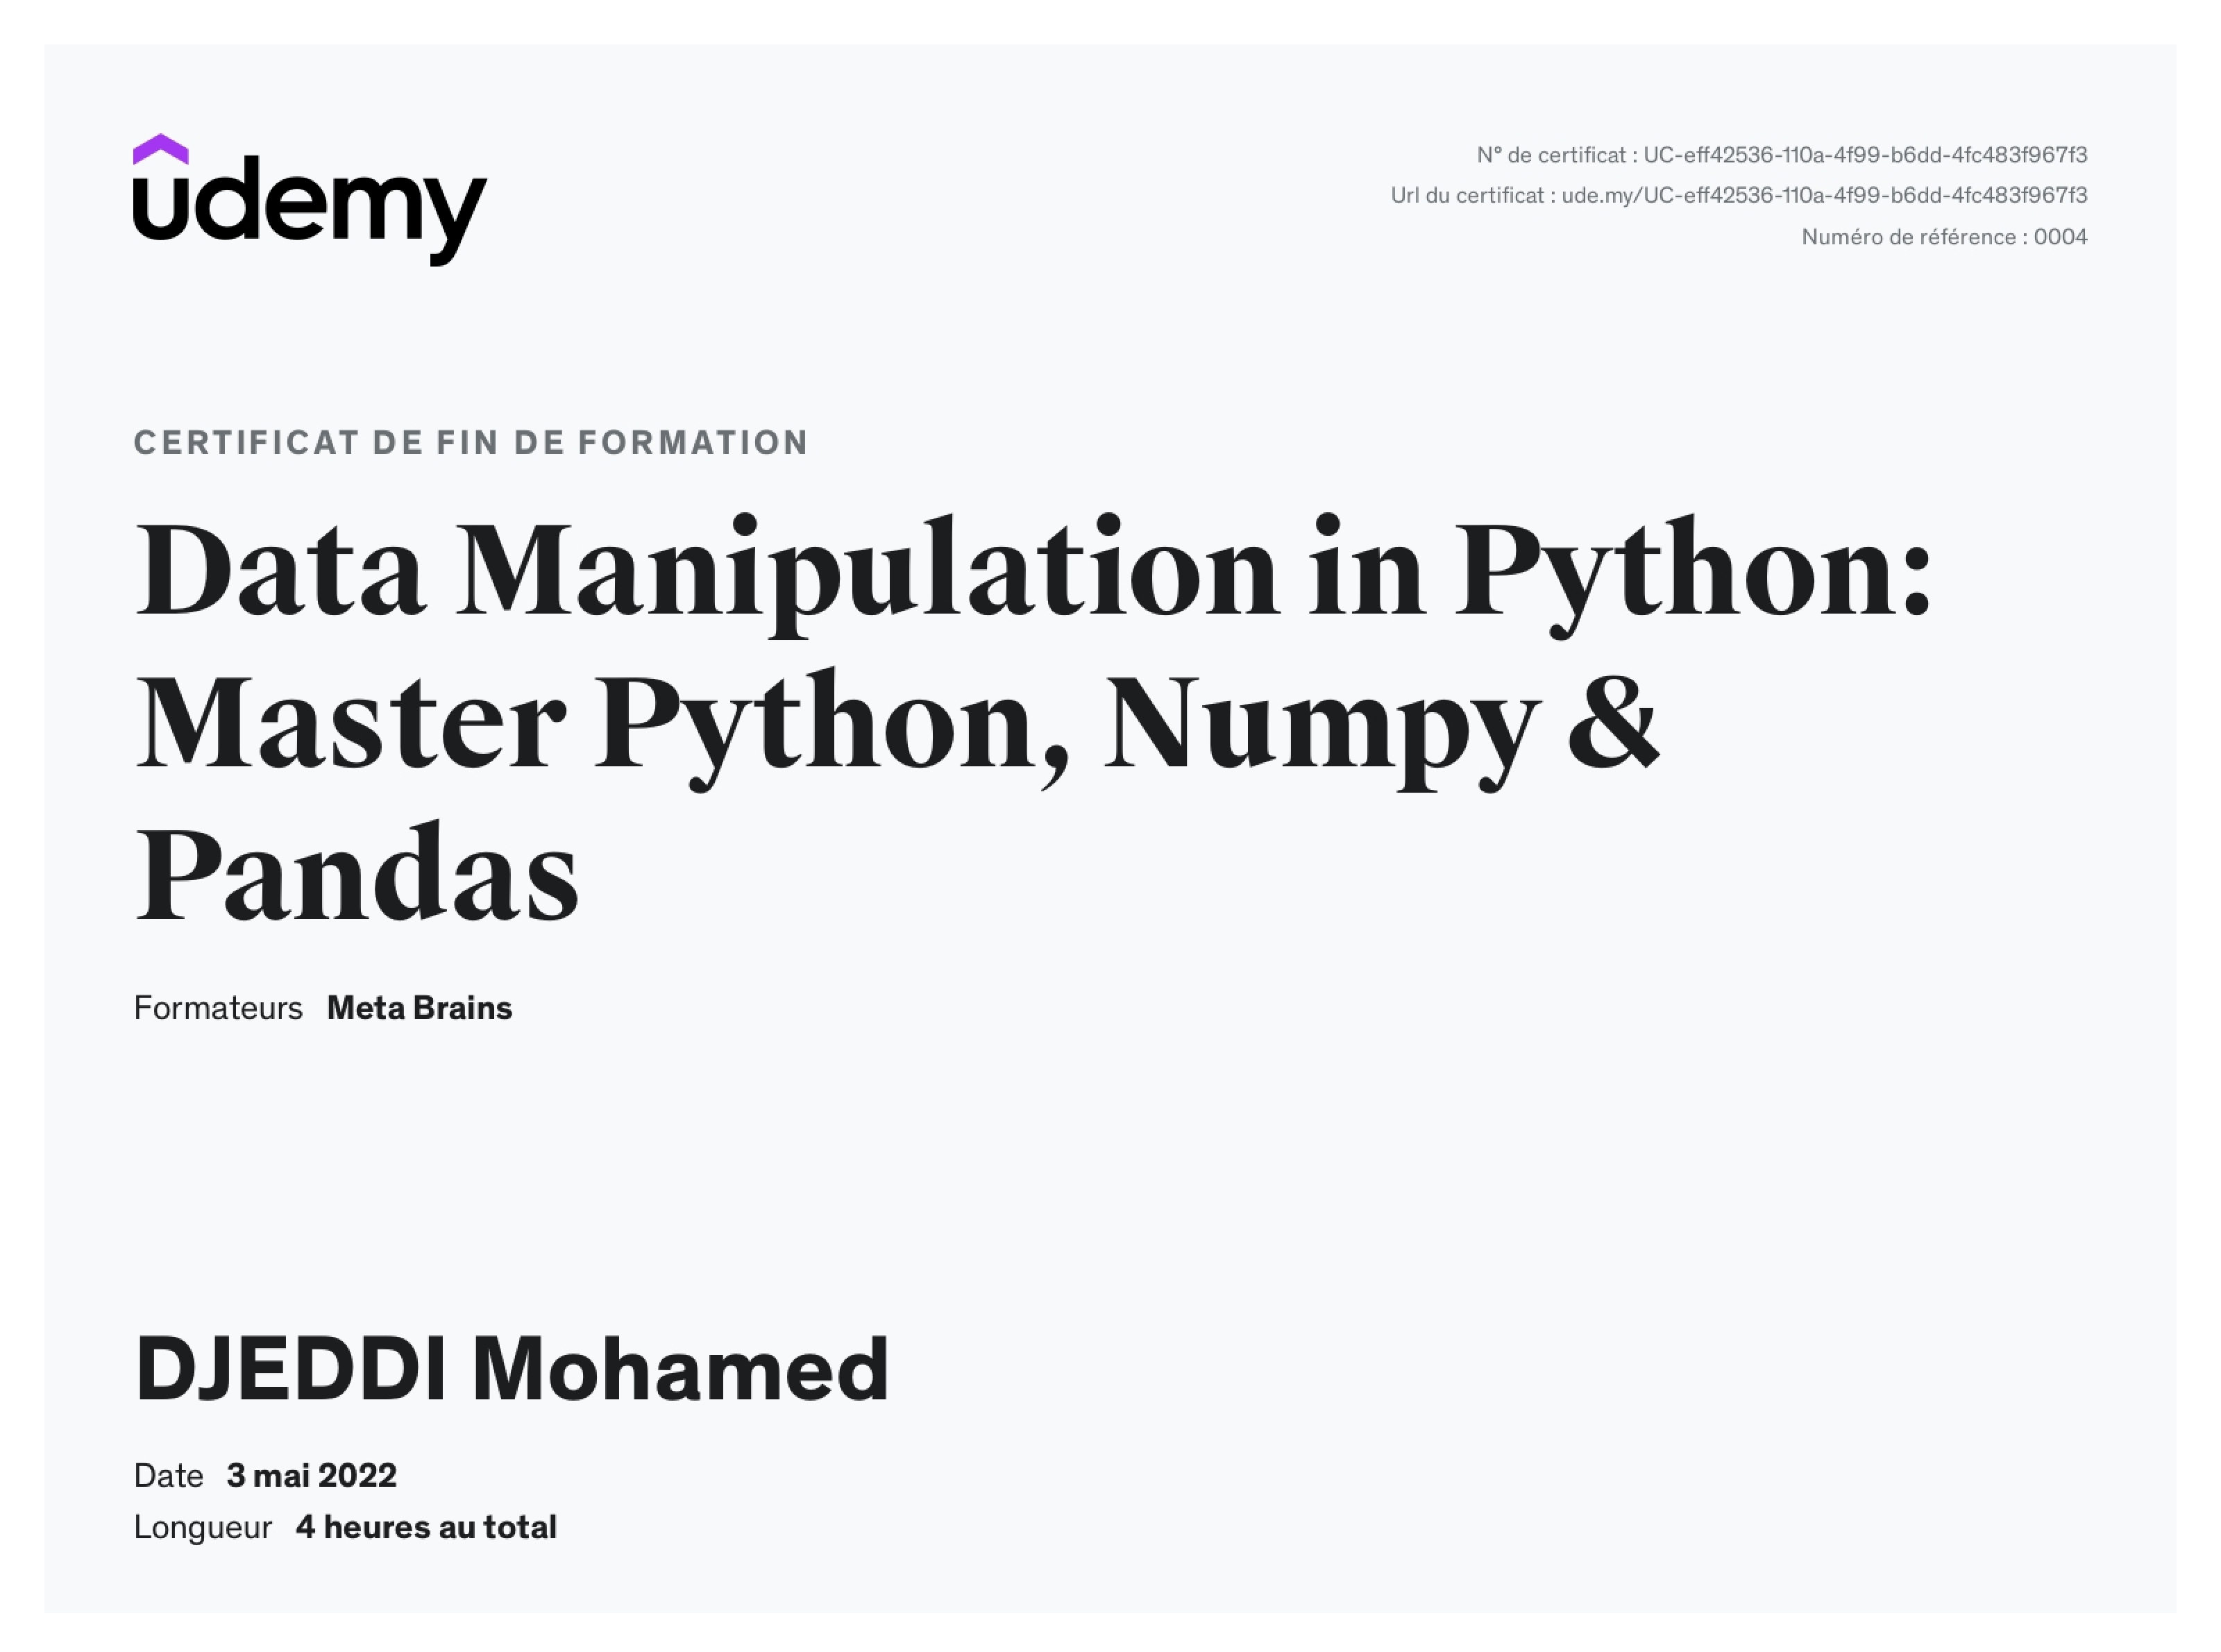 udemy
N° de certificat : UC-eff42536-110a-4f99-b6dd-4fc483f967f3
Url du certificat : ude.my/UC-eff42536-110a-4f99-b6dd-4fc483f967f3
Numéro de référence : 0004
CERTIFICAT DE FIN DE FORMATION
Data Manipulation in Python:
Master Python, Numpy &
Pandas
Formateurs Meta Brains
DJEDDI Mohamed
Date 3 mai 2022
Longueur 4 heures au total